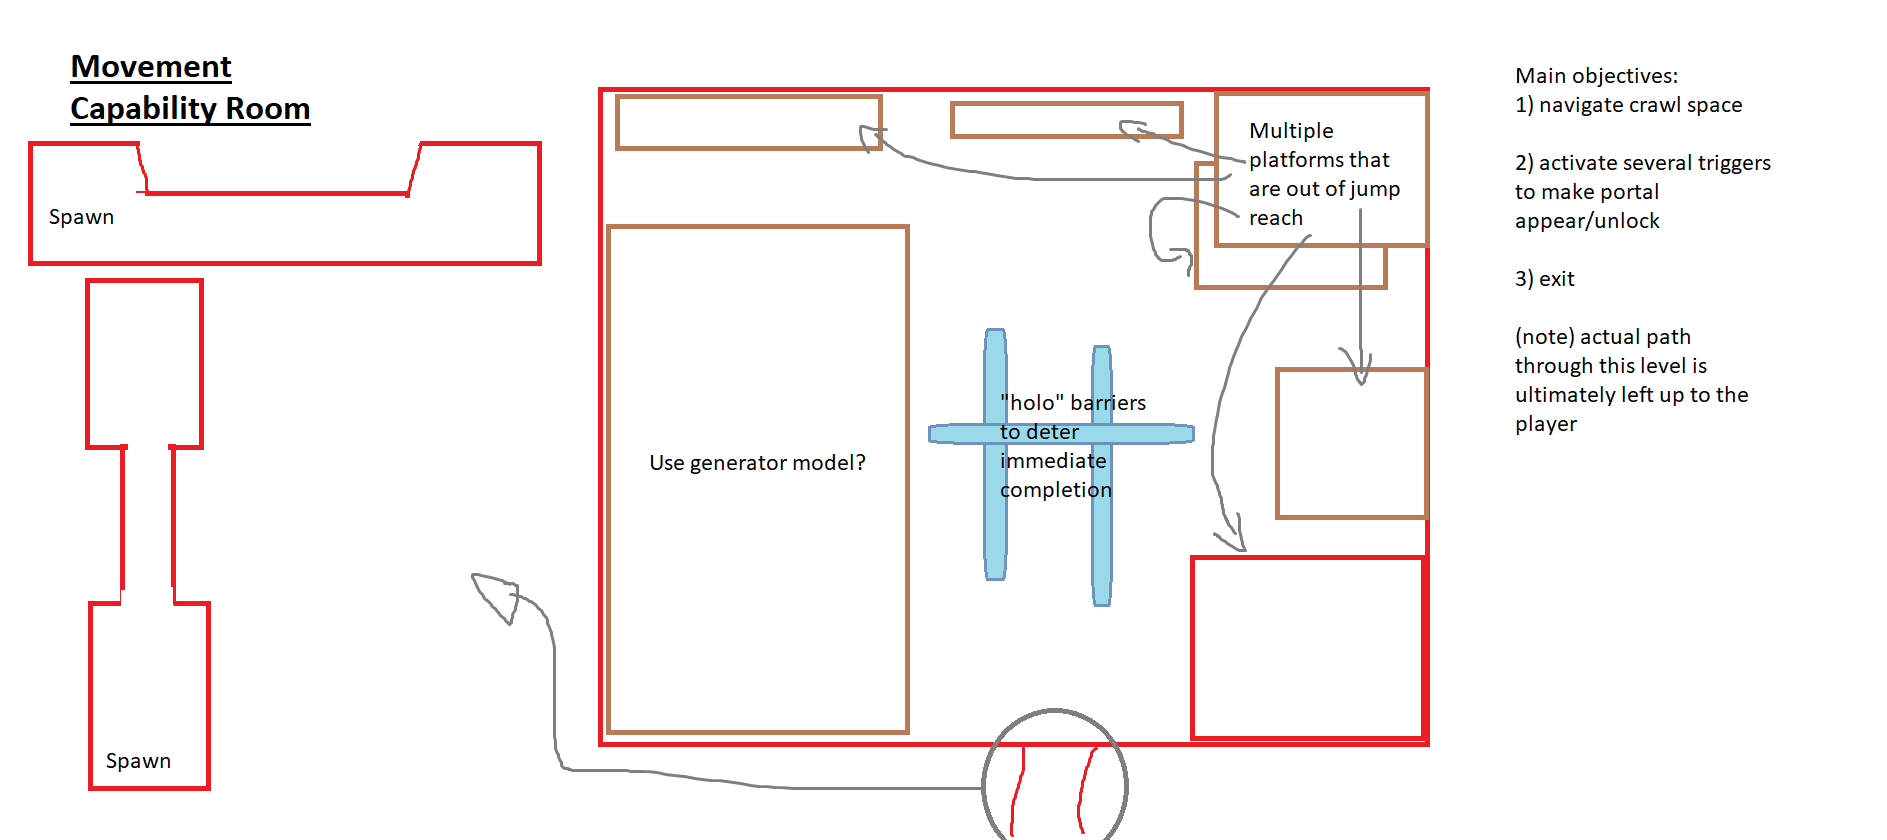 Movement
Capability Room
Spawn
Spawn
Multiple
platforms that
are out of jump
reach
"holo" barriers
to deter
immediate
completion
Use generator model?
Main objectives:
1) navigate crawl space
2) activate several triggers
to make portal
appear/unlock
3) exit
(note) actual path
through this level is
ultimately left up to the
player